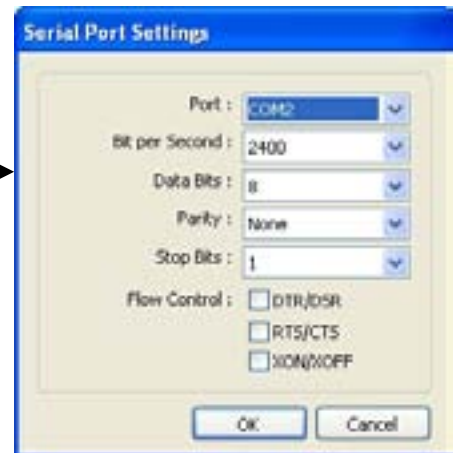 Serial Port Settings
Port : COM2
Bit per Second : 2400
Data Bits : 8
Parity : None
Stop Bits : 1
Flow Control : DTR/DSR
RTS/CTS
XON/XOFF
OK Cancel